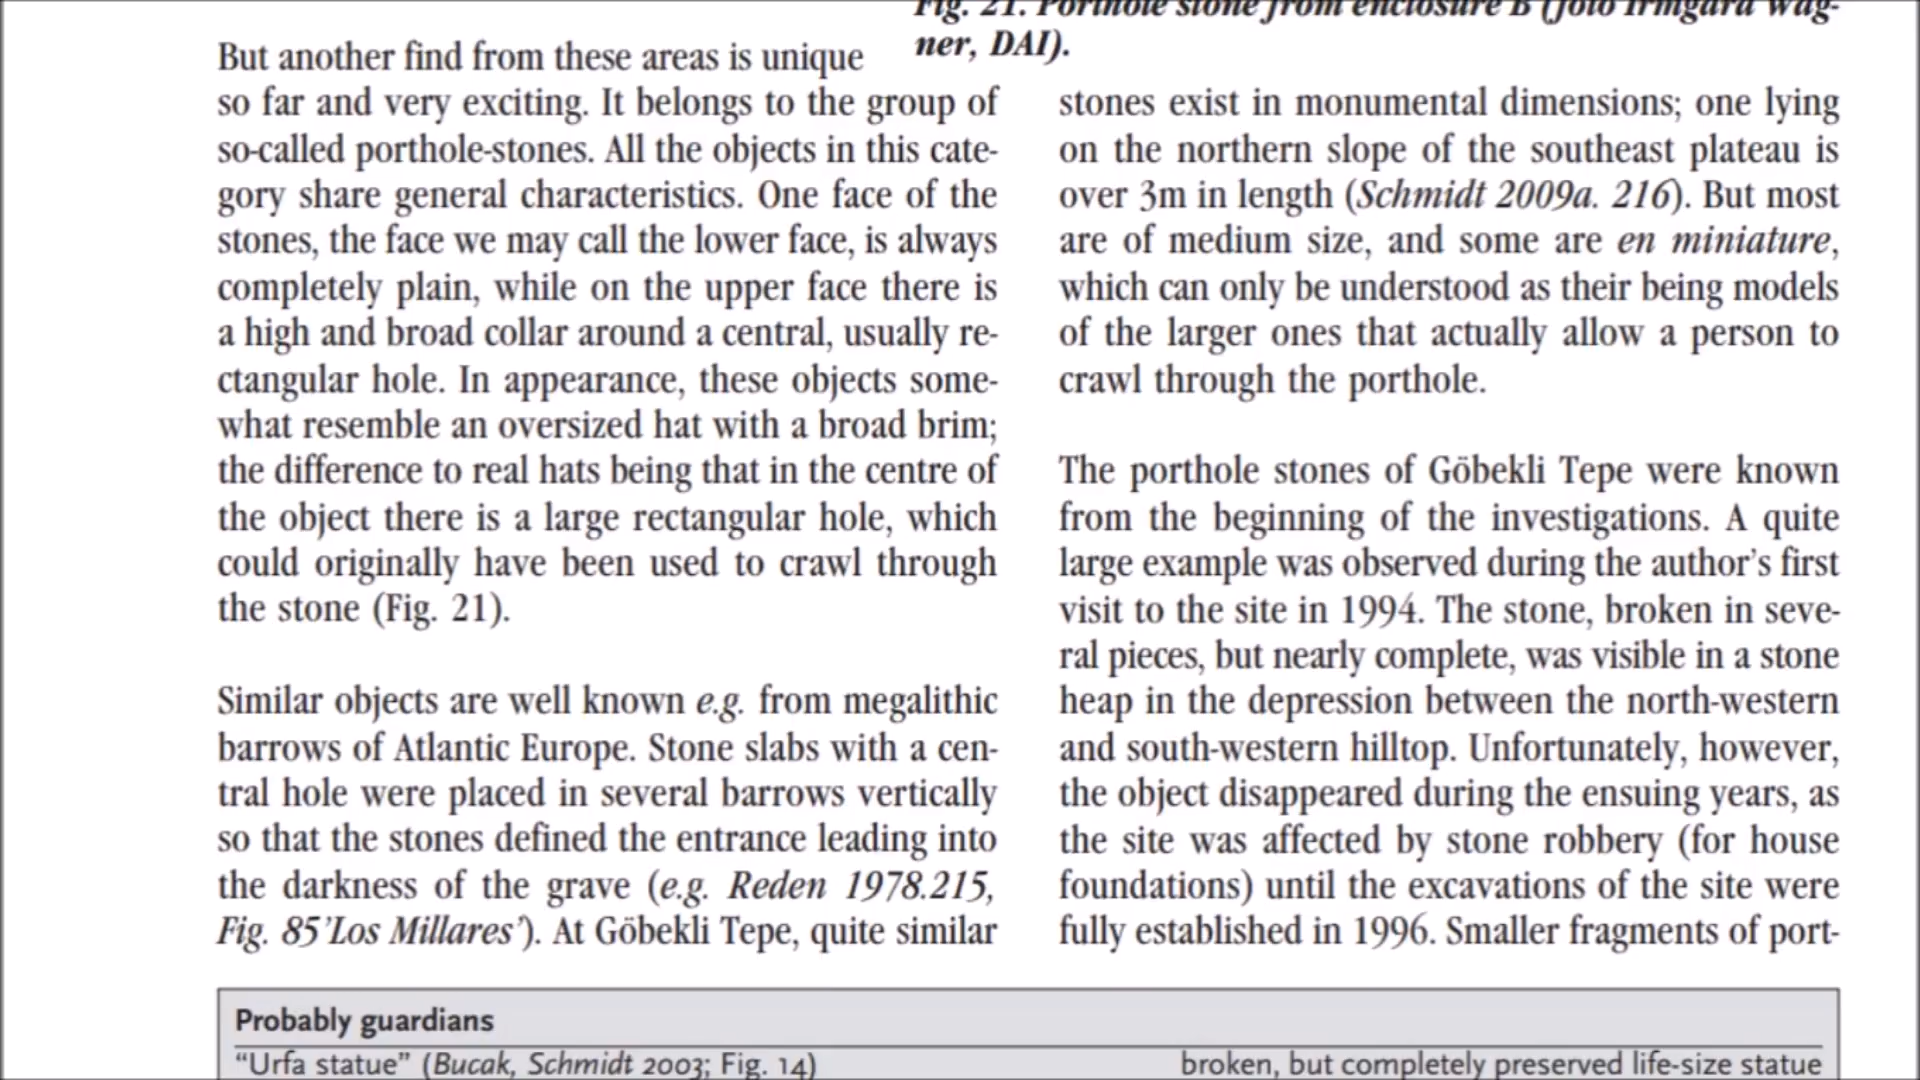 Fig. 21. Porthole stone from enclosure B (foto Irmgard Wag-
ner, DAI).
But another find from these areas is unique
so far and very exciting. It belongs to the group of
so-called porthole-stones. All the objects in this cate-
gory share general characteristics. One face of the
stones, the face we may call the lower face, is always
completely plain, while on the upper face there is
a high and broad collar around a central, usually re-
ctangular hole. In appearance, these objects some-
what resemble an oversized hat with a broad brim;
the difference to real hats being that in the centre of
the object there is a large rectangular hole, which
could originally have been used to crawl through
the stone (Fig. 21).
Similar objects are well known e.g. from megalithic
barrows of Atlantic Europe. Stone slabs with a cen-
tral hole were placed in several barrows vertically
so that the stones defined the entrance leading into
the darkness of the grave (e.g. Reden 1978.215,
Fig. 85 'Los Millares'). At Göbekli Tepe, quite similar
stones exist in monumental dimensions; one lying
on the northern slope of the southeast plateau is
over 3m in length (Schmidt 2009a. 216). But most
are of medium size, and some are en miniature,
which can only be understood as their being models
of the larger ones that actually allow a person to
crawl through the porthole.
The porthole stones of Göbekli Tepe were known
from the beginning of the investigations. A quite
large example was observed during the author's first
visit to the site in 1994. The stone, broken in seve-
ral pieces, but nearly complete, was visible in a stone
heap in the depression between the north-western
and south-western hilltop. Unfortunately, however,
the object disappeared during the ensuing years, as
the site was affected by stone robbery (for house
foundations) until the excavations of the site were
fully established in 1996. Smaller fragments of port-
Probably guardians
“Urfa statue” (Bucak, Schmidt 2003; Fig. 14) broken, but completely preserved life-size statue